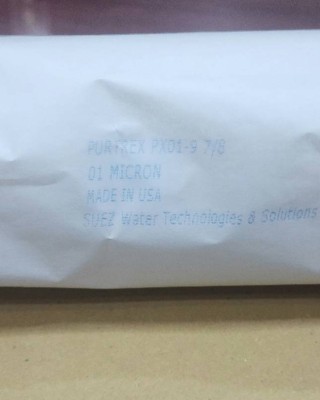 PURTREX PX01-9 7/8
01 MICRON
MADE IN USA
SUEZ Water Technologies & Solutions